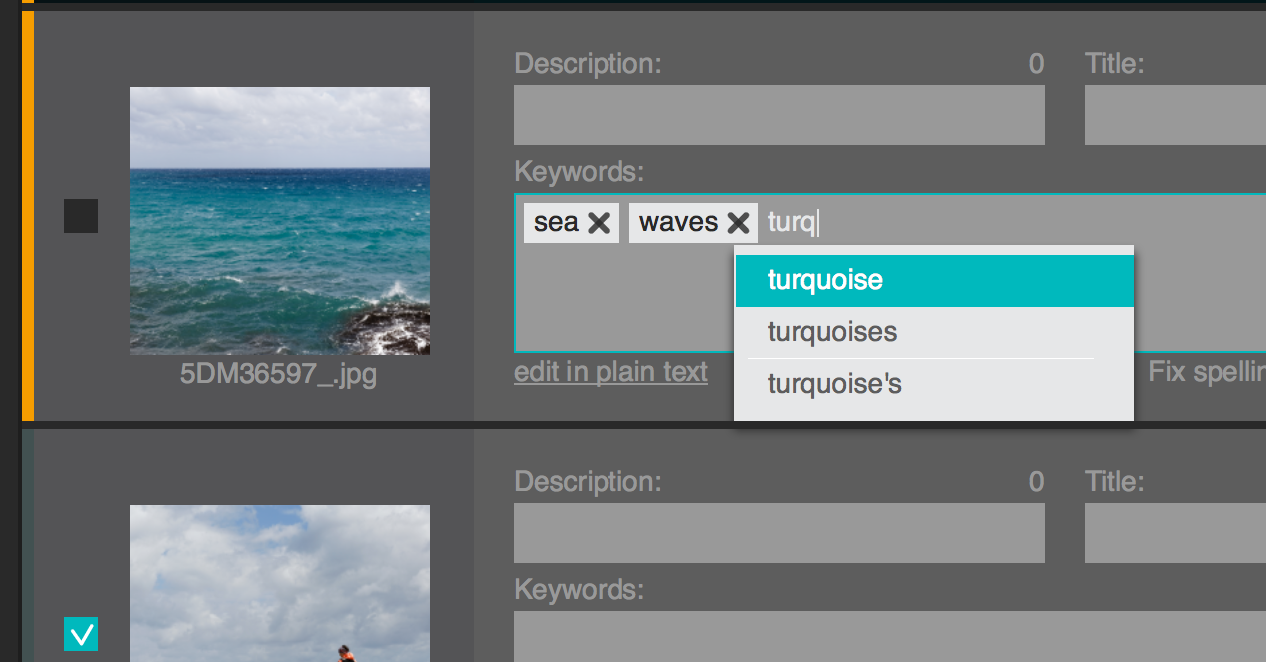 Description: 0 Title:
Keywords:
sea waves turq
turquoise
turquoises
turquoise's
5DM36597_.jpg edit in plain text Fix
Description: 0 Title:
Keywords: